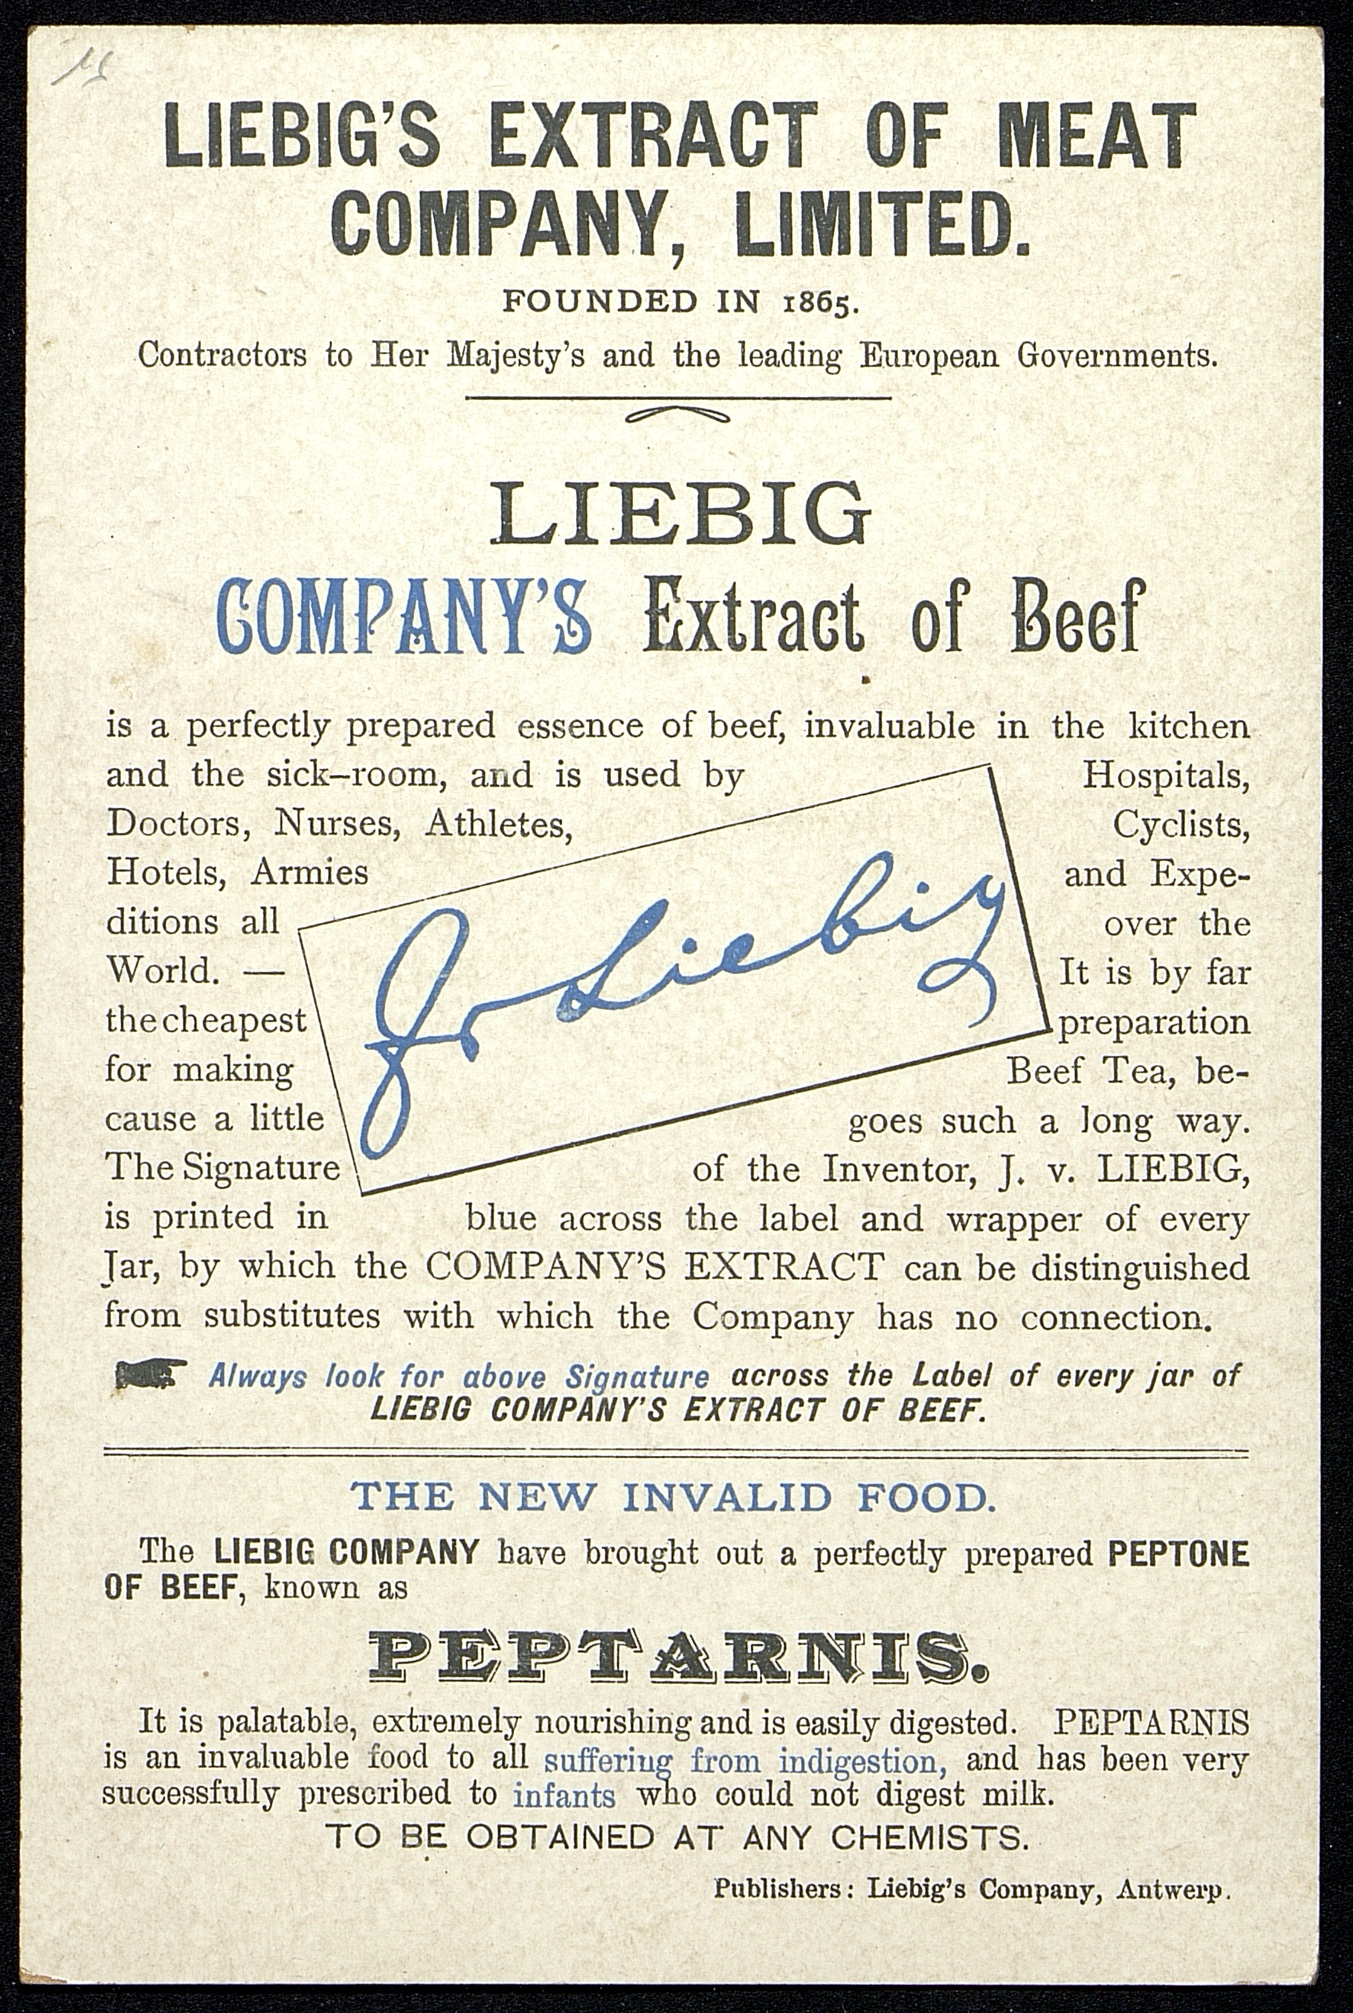 LIEBIG'S EXTRACT OF MEAT
COMPANY, LIMITED.
FOUNDED IN 1865.
Contractors to Her Majesty's and the leading European Governments.
LIEBIG
COMPANY'S Extract of Beef
is a perfectly prepared essence of beef, invaluable in the kitchen
and the sick-room, and is used by Hospitals,
Doctors, Nurses, Athletes, Cyclists,
Hotels, Armies and Expe-
ditions all over the
World. — It is by far
the cheapest preparation
for making Beef Tea, be-
cause a little goes such a long way.
The Signature of the Inventor, J. v. LIEBIG,
is printed in blue across the label and wrapper of every
Jar, by which the COMPANY'S EXTRACT can be distinguished
from substitutes with which the Company has no connection.
Jv Liebig
Always look for above Signature across the Label of every jar of
LIEBIG COMPANY'S EXTRACT OF BEEF.
THE NEW INVALID FOOD.
The LIEBIG COMPANY have brought out a perfectly prepared PEPTONE
OF BEEF, known as
PEPTARNIS.
It is palatable, extremely nourishing and is easily digested. PEPTARNIS
is an invaluable food to all suffering from indigestion, and has been very
successfully prescribed to infants who could not digest milk.
TO BE OBTAINED AT ANY CHEMISTS.
Publishers: Liebig's Company, Antwerp.